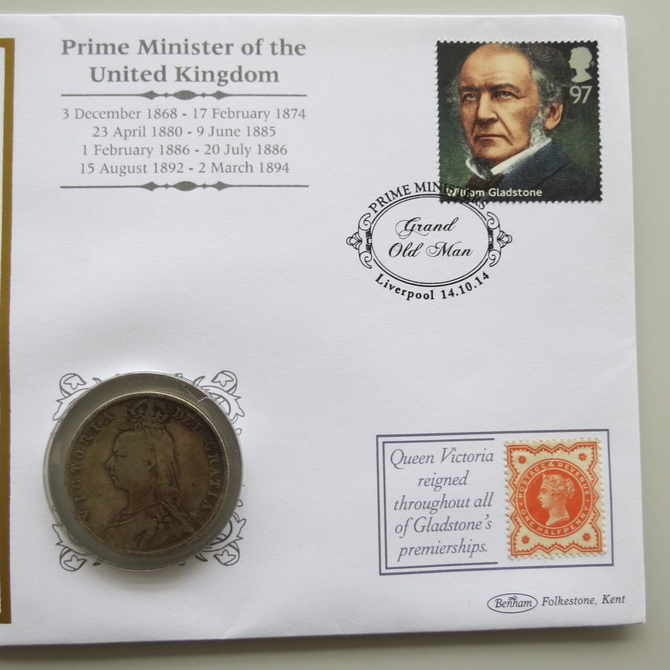 Prime Minister of the
United Kingdom
3 December 1868 - 17 February 1874
23 April 1880 - 9 June 1885
1 February 1886 - 20 July 1886
15 August 1892 - 2 March 1894
97
William Gladstone
PRIME MINISTERS
Grand
Old Man
Liverpool 14.10.14
VICTORIA DEI GRATIA
Queen Victoria
reigned
throughout all
of Gladstone's
premierships.
POSTAGE & REVENUE
ONE HALFPENNY
Benham Folkestone, Kent